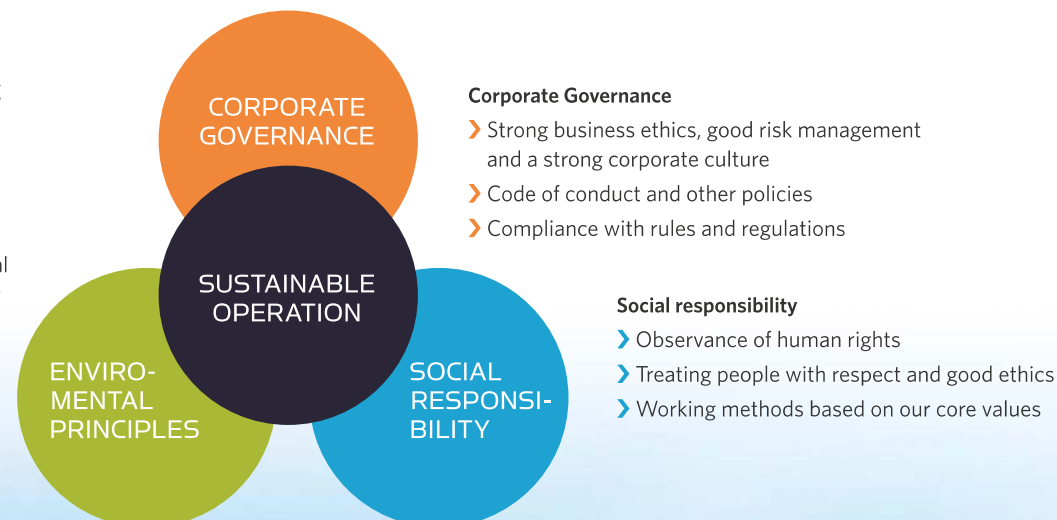 CORPORATE
GOVERNANCE
SUSTAINABLE
OPERATION
ENVIRO-
MENTAL
PRINCIPLES
SOCIAL
RESPONSI-
BILITY
Corporate Governance
❯ Strong business ethics, good risk management
and a strong corporate culture
❯ Code of conduct and other policies
❯ Compliance with rules and regulations
Social responsibility
❯ Observance of human rights
❯ Treating people with respect and good ethics
❯ Working methods based on our core values